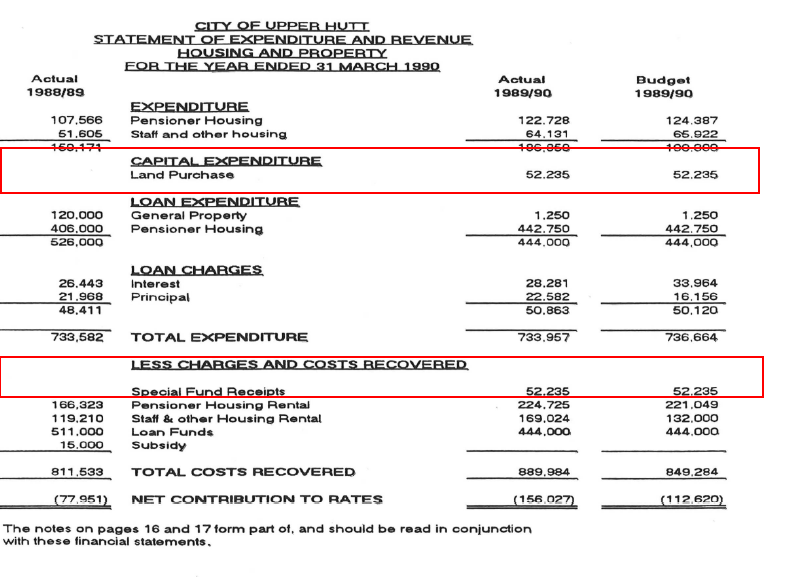 CITY OF UPPER HUTT
STATEMENT OF EXPENDITURE AND REVENUE
HOUSING AND PROPERTY
FOR THE YEAR ENDED 31 MARCH 1990
Actual Actual Budget
1988/89 1989/90 1989/90
EXPENDITURE
107,566 Pensioner Housing 122.728 124.387
51,605 Staff and other housing 64,131 65,922
159,171
CAPITAL EXPENDITURE
Land Purchase 52,235 52,235
LOAN EXPENDITURE
120,000 General Property 1,250 1,250
406,000 Pensioner Housing 442,750 442,750
526,000 444,000 444,000
LOAN CHARGES
26,443 Interest 28,281 33,964
21,968 Principal 22,582 16,156
48,411 50,863 50,120
733,582 TOTAL EXPENDITURE 733,957 736,664
LESS CHARGES AND COSTS RECOVERED
Special Fund Receipts 52,235 52,235
166,323 Pensioner Housing Rental 224,725 221,049
119,210 Staff & other Housing Rental 169,024 132,000
511,000 Loan Funds 444,000 444,000
15,000 Subsidy
811,533 TOTAL COSTS RECOVERED 889,984 849,284
(77,951) NET CONTRIBUTION TO RATES (156,027) (112,620)
The notes on pages 16 and 17 form part of, and should be read in conjunction
with these financial statements.